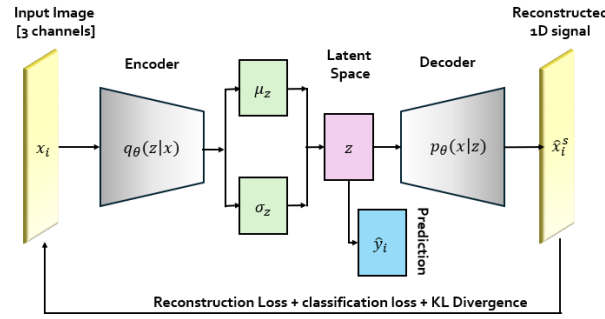 Input Image
[3 channels]
Reconstructed
1D signal
Encoder
Latent
Space
Decoder
x_i
q_θ(z|x)
μ_z
σ_z
z
p_θ(x|z)
x̂_i^s
ŷ_i
Prediction
Reconstruction Loss + classification loss + KL Divergence